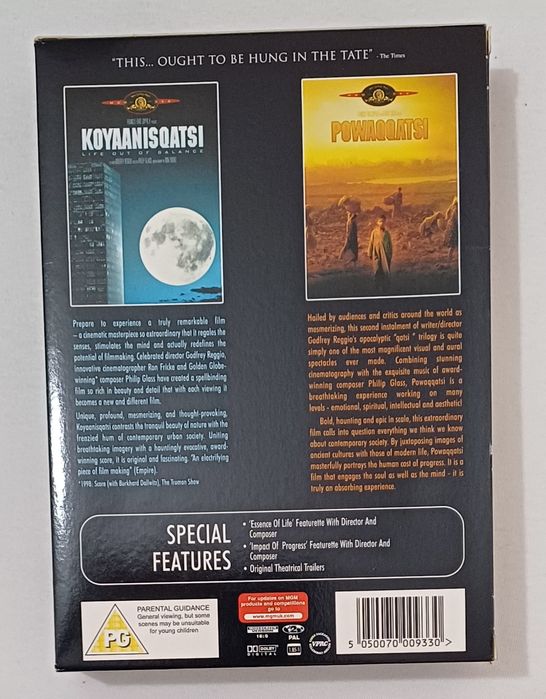 "THIS... OUGHT TO BE HUNG IN THE TATE" - The Times
KOYAANISQATSI
LIFE OUT OF BALANCE
POWAQQATSI
Prepare to experience a truly remarkable film
– a cinematic masterpiece so extraordinary that it regales the
senses, stimulates the mind and actually redefines the
potential of filmmaking. Celebrated director Godfrey Reggio,
innovative cinematographer Ron Fricke and Golden Globe-
winning* composer Philip Glass have created a spellbinding
film so rich in beauty and detail that with each viewing it
becomes a new and different film.
Unique, profound, mesmerizing, and thought-provoking,
Koyaanisqatsi contrasts the tranquil beauty of nature with the
frenzied hum of contemporary urban society. Uniting
breathtaking imagery with a hauntingly evocative, award-
winning score, it is original and fascinating. "An electrifying
piece of film making" (Empire).
*1998: Score (with Burkhard Dallwitz), The Truman Show
Hailed by audiences and critics around the world as
mesmerizing, this second instalment of writer/director
Godfrey Reggio's apocalyptic "qatsi" trilogy is quite
simply one of the most magnificent visual and aural
spectacles ever made. Combining stunning
cinematography with the exquisite music of award-
winning composer Philip Glass, Powaqqatsi is a
breathtaking experience working on many
levels - emotional, spiritual, intellectual and aesthetic!
Bold, haunting and epic in scale, this extraordinary
film calls into question everything we think we know
about contemporary society. By juxtaposing images of
ancient cultures with those of modern life, Powaqqatsi
masterfully portrays the human cost of progress. It is a
film that engages the soul as well as the mind - it is
truly an absorbing experience.
SPECIAL
FEATURES
• 'Essence Of Life' Featurette With Director And
Composer
• 'Impact Of Progress' Featurette With Director And
Composer
• Original Theatrical Trailers
PG
PARENTAL GUIDANCE
General viewing, but some
scenes may be unsuitable
for young children
For updates on MGM
products and competitions
go to
www.mgmuk.com
WIDESCREEN
16:9
2
PAL
DOLBY
DIGITAL
1.85:1
VPRC
5 050070 009330 >